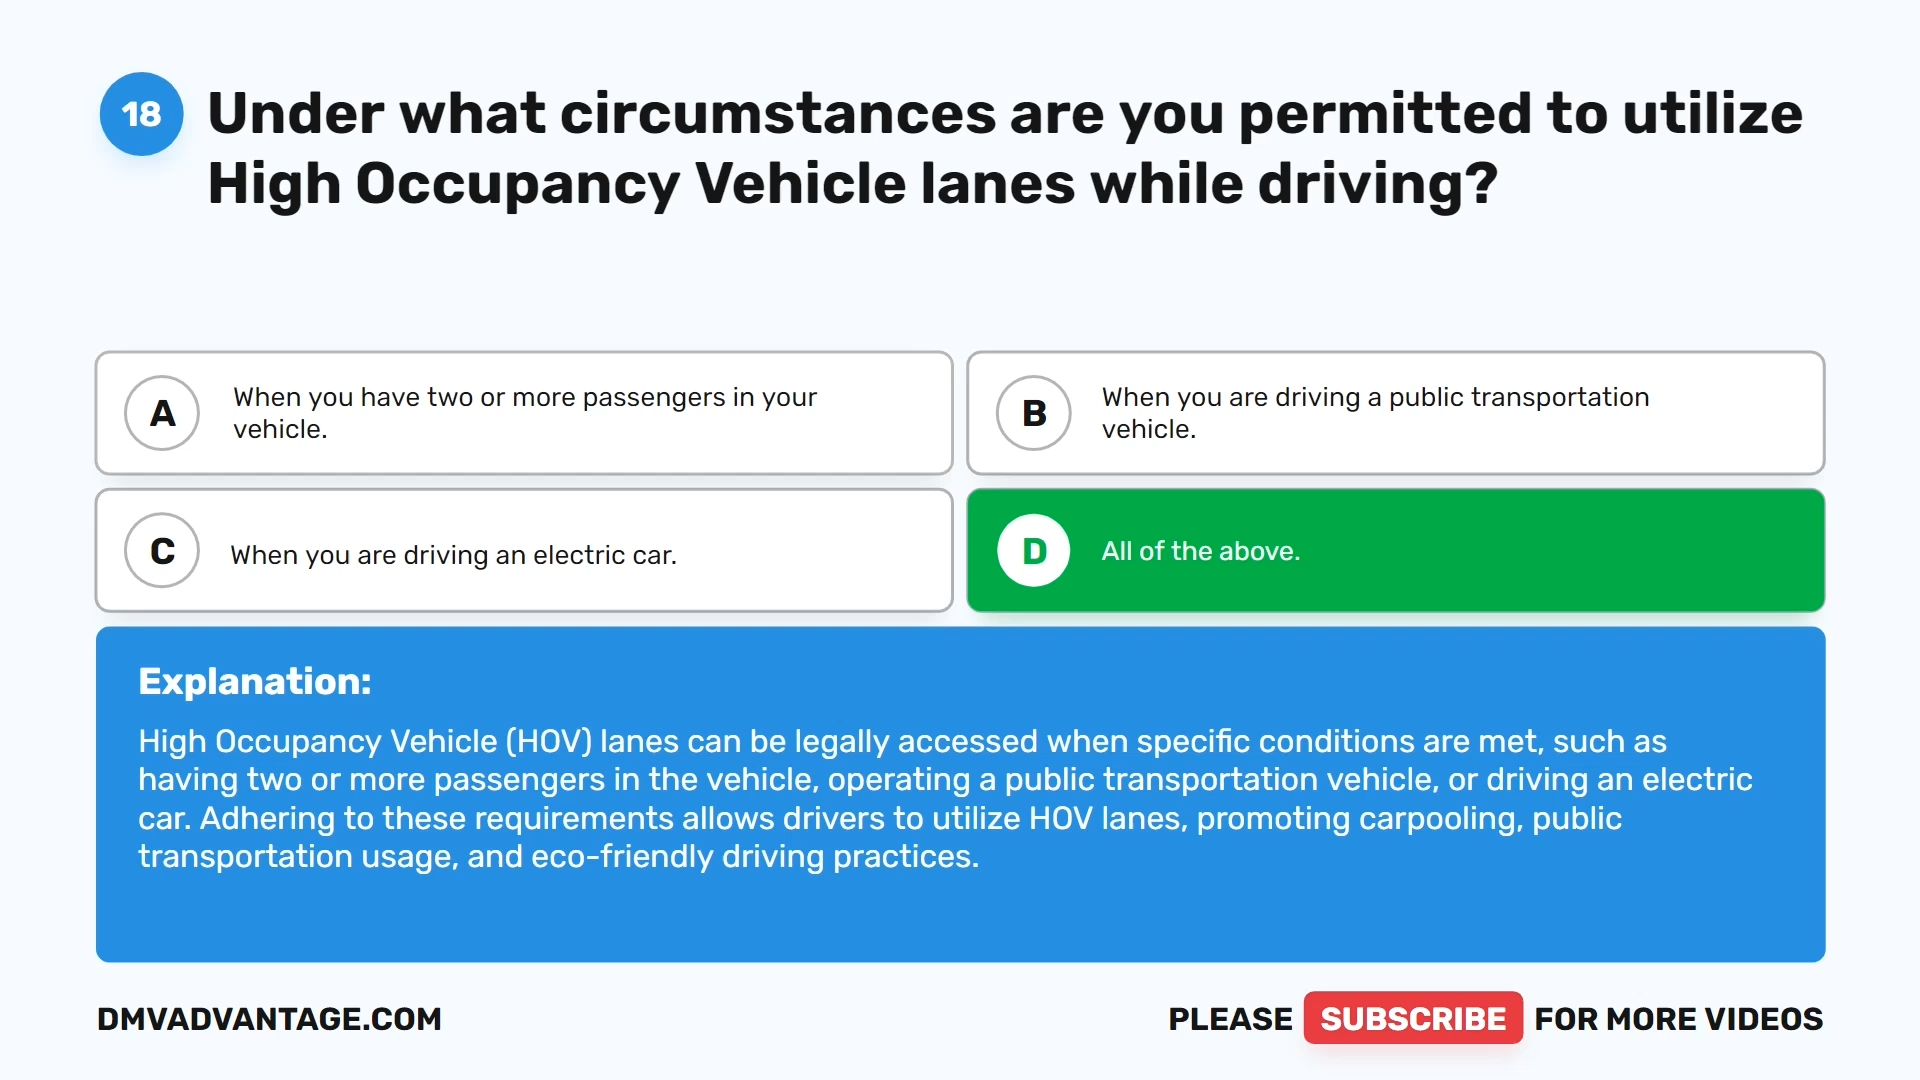 18
Under what circumstances are you permitted to utilize
High Occupancy Vehicle lanes while driving?
A
When you have two or more passengers in your
vehicle.
B
When you are driving a public transportation
vehicle.
C
When you are driving an electric car.
D
All of the above.
Explanation:
High Occupancy Vehicle (HOV) lanes can be legally accessed when specific conditions are met, such as
having two or more passengers in the vehicle, operating a public transportation vehicle, or driving an electric
car. Adhering to these requirements allows drivers to utilize HOV lanes, promoting carpooling, public
transportation usage, and eco-friendly driving practices.
DMVADVANTAGE.COM
PLEASE SUBSCRIBE FOR MORE VIDEOS